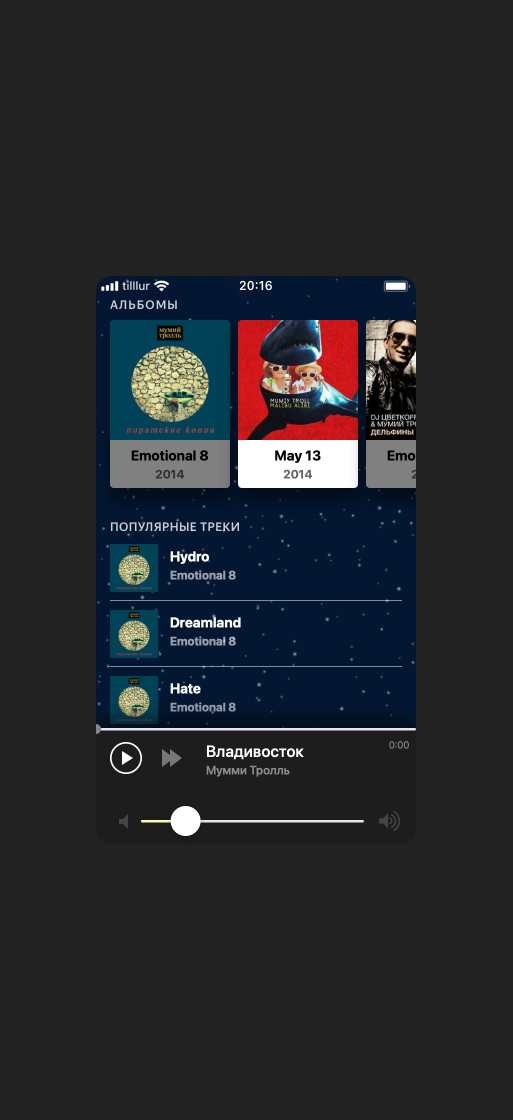 tilllur
20:16
АЛЬБОМЫ
мумий
тролль
пиратские копии
Emotional 8
2014
MUMIY TROLL
MALIBU ALIBI
May 13
2014
DJ ЦВЕТКОFF
& МУМИЙ ТРО
ДЕЛЬФИНЫ
Emo
2
ПОПУЛЯРНЫЕ ТРЕКИ
Hydro
Emotional 8
Dreamland
Emotional 8
Hate
Emotional 8
0:00
Владивосток
Мумми Тролль